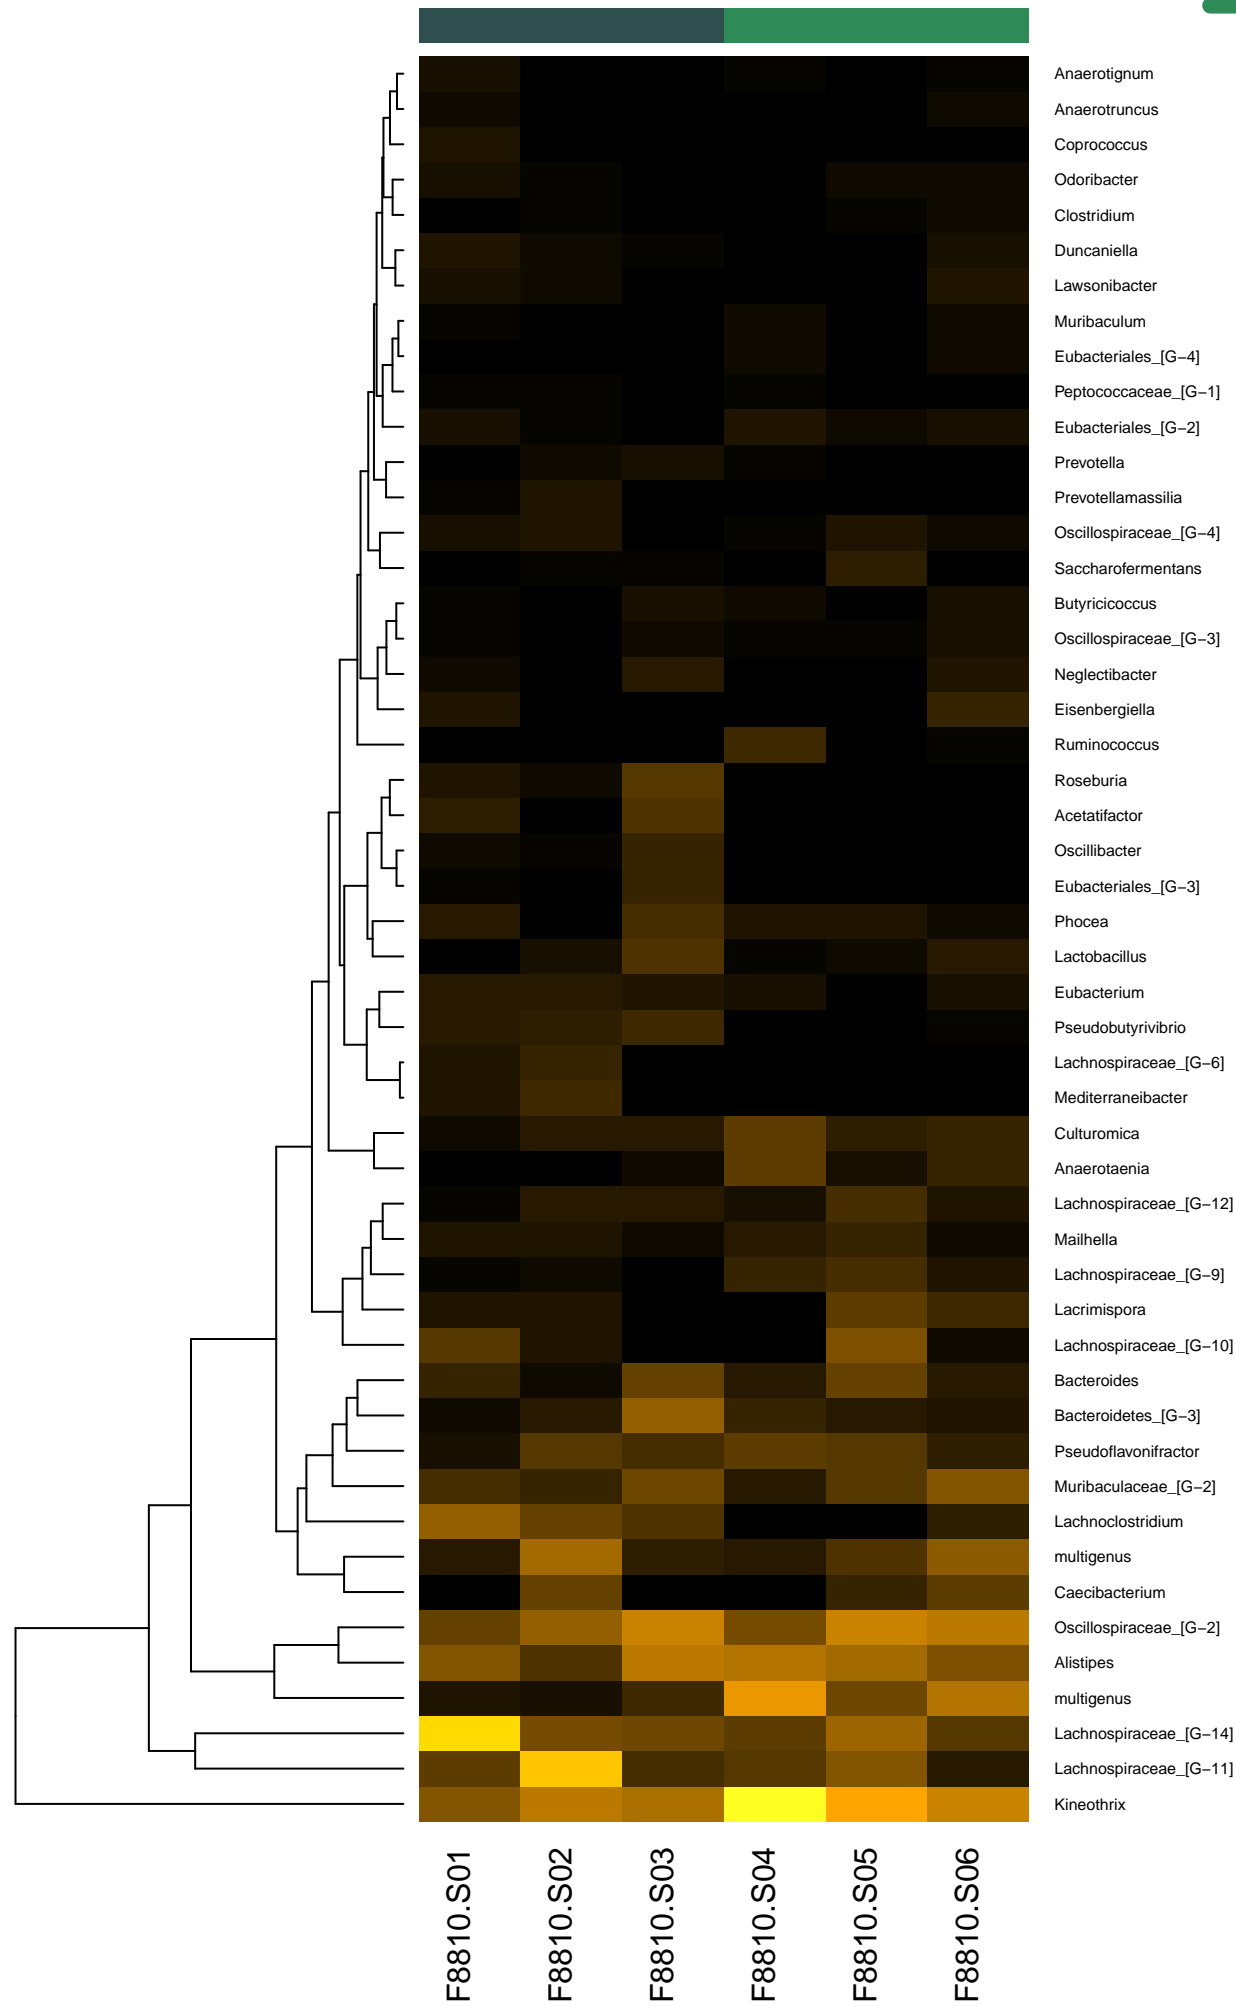 Anaerotignum
Anaerotruncus
Coprococcus
Odoribacter
Clostridium
Duncaniella
Lawsonibacter
Muribaculum
Eubacteriales_[G−4]
Peptococcaceae_[G−1]
Eubacteriales_[G−2]
Prevotella
Prevotellamassilia
Oscillospiraceae_[G−4]
Saccharofermentans
Butyricicoccus
Oscillospiraceae_[G−3]
Neglectibacter
Eisenbergiella
Ruminococcus
Roseburia
Acetatifactor
Oscillibacter
Eubacteriales_[G−3]
Phocea
Lactobacillus
Eubacterium
Pseudobutyrivibrio
Lachnospiraceae_[G−6]
Mediterraneibacter
Culturomica
Anaerotaenia
Lachnospiraceae_[G−12]
Mailhella
Lachnospiraceae_[G−9]
Lacrimispora
Lachnospiraceae_[G−10]
Bacteroides
Bacteroidetes_[G−3]
Pseudoflavonifractor
Muribaculaceae_[G−2]
Lachnoclostridium
multigenus
Caecibacterium
Oscillospiraceae_[G−2]
Alistipes
multigenus
Lachnospiraceae_[G−14]
Lachnospiraceae_[G−11]
Kineothrix
F8810.S01
F8810.S02
F8810.S03
F8810.S04
F8810.S05
F8810.S06